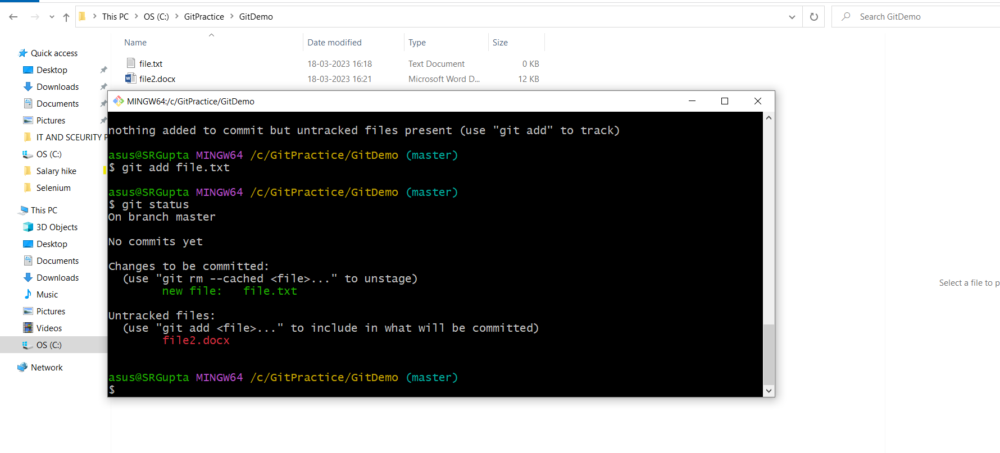 This PC > OS (C:) > GitPractice > GitDemo
Search GitDemo
Name Date modified Type Size
file.txt 18-03-2023 16:18 Text Document 0 KB
file2.docx 18-03-2023 16:21 Microsoft Word D... 12 KB
Quick access
Desktop
Downloads
Documents
Pictures
IT AND SCEURITY P
OS (C:)
Salary hike
Selenium
This PC
3D Objects
Desktop
Documents
Downloads
Music
Pictures
Videos
OS (C:)
Network
MINGW64:/c/GitPractice/GitDemo
nothing added to commit but untracked files present (use "git add" to track)
asus@SRGupta MINGW64 /c/GitPractice/GitDemo (master)
$ git add file.txt
asus@SRGupta MINGW64 /c/GitPractice/GitDemo (master)
$ git status
On branch master
No commits yet
Changes to be committed:
(use "git rm --cached <file>..." to unstage)
new file: file.txt
Untracked files:
(use "git add <file>..." to include in what will be committed)
file2.docx
asus@SRGupta MINGW64 /c/GitPractice/GitDemo (master)
$
Select a file to p